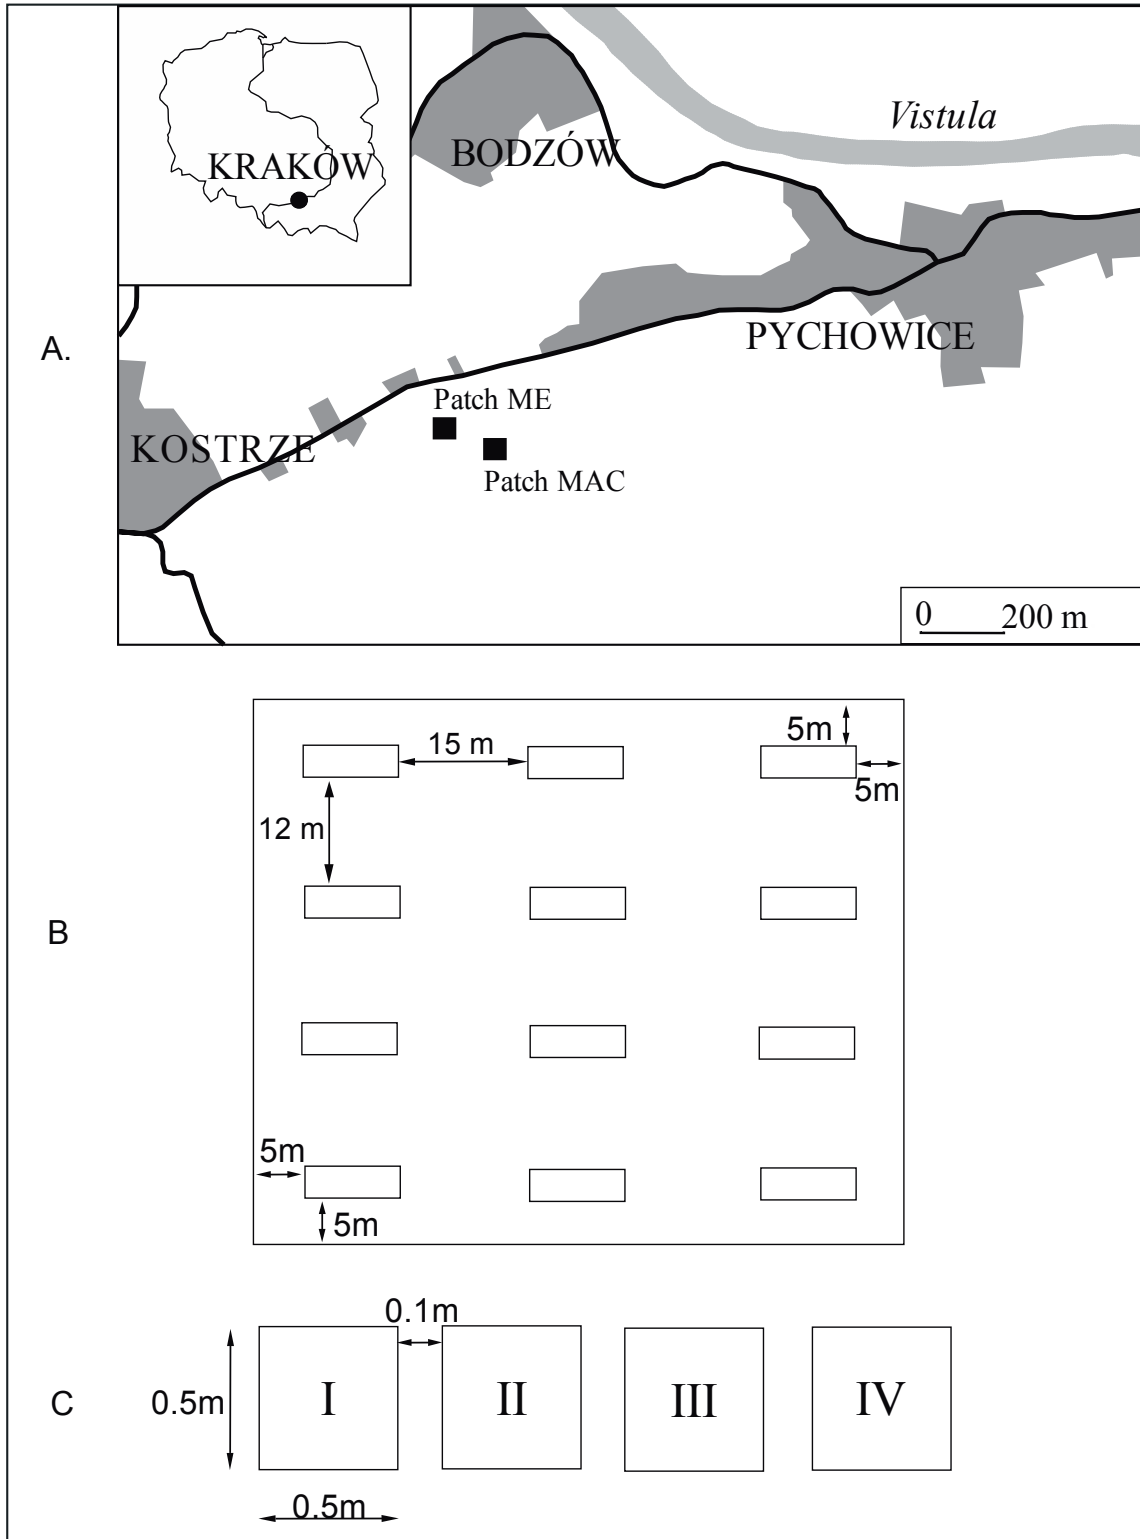 Vistula
BODZÓW
KRAKÓW
PYCHOWICE
A.
Patch ME
KOSTRZE
Patch MAC
0 200 m
5m
15 m
5m
12 m
B
5m
5m
0.1m
C
0.5m
I II III IV
0.5m